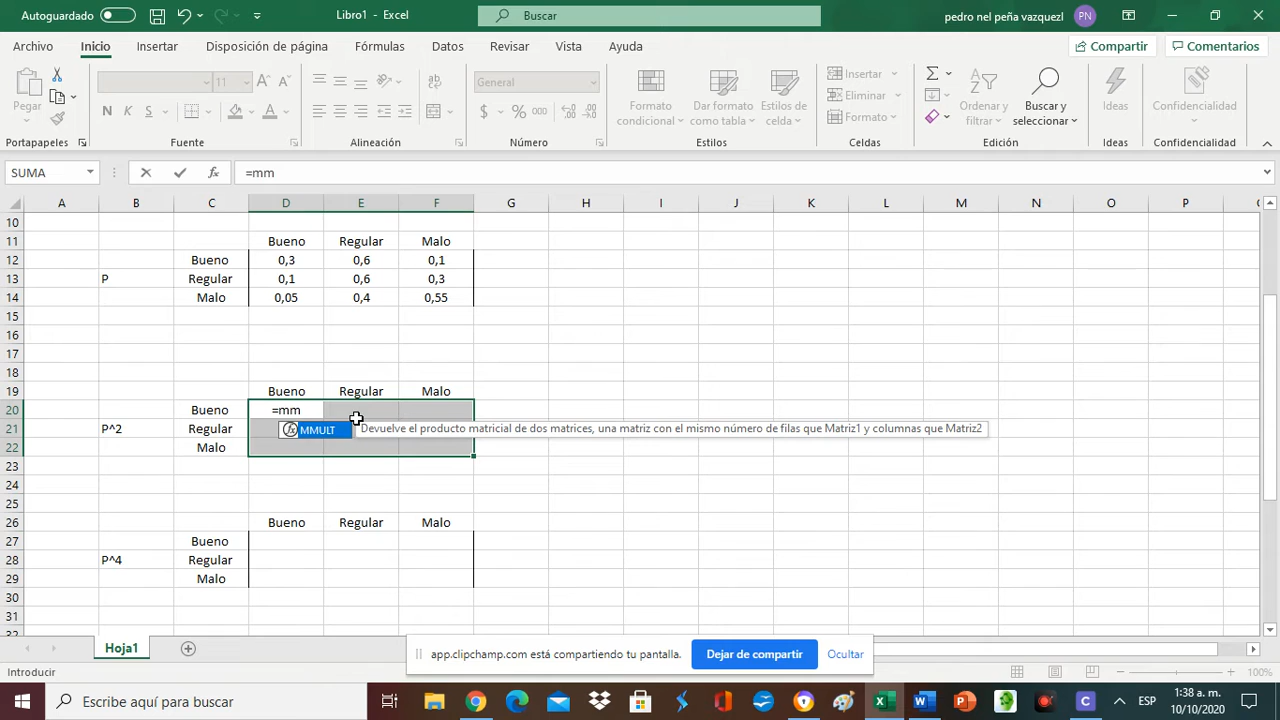 Autoguardado
Libro1 - Excel
Buscar
pedro nel peña vazquezl
PN
Archivo Inicio Insertar Disposición de página Fórmulas Datos Revisar Vista Ayuda
Compartir
Comentarios
Pegar
11
N K S
General
$ % 000
Formato condicional
Dar formato como tabla
Estilos de celda
Insertar
Eliminar
Formato
Ordenar y filtrar
Buscar y seleccionar
Ideas
Confidencialidad
Portapapeles Fuente Alineación Número Estilos Celdas Edición Ideas Confidencialidad
SUMA =mm
A B C D E F G H I J K L M N O P
10
11 Bueno Regular Malo
12 Bueno 0,3 0,6 0,1
13 P Regular 0,1 0,6 0,3
14 Malo 0,05 0,4 0,55
15
16
17
18
19 Bueno Regular Malo
20 Bueno =mm
21 P^2 Regular MMULT Devuelve el producto matricial de dos matrices, una matriz con el mismo número de filas que Matriz1 y columnas que Matriz2
22 Malo
23
24
25
26 Bueno Regular Malo
27 Bueno
28 P^4 Regular
29 Malo
30
31
32
Hoja1
app.clipchamp.com está compartiendo tu pantalla.
Dejar de compartir
Ocultar
Introducir
100%
Escribe aquí para buscar
ESP
1:38 a. m.
10/10/2020